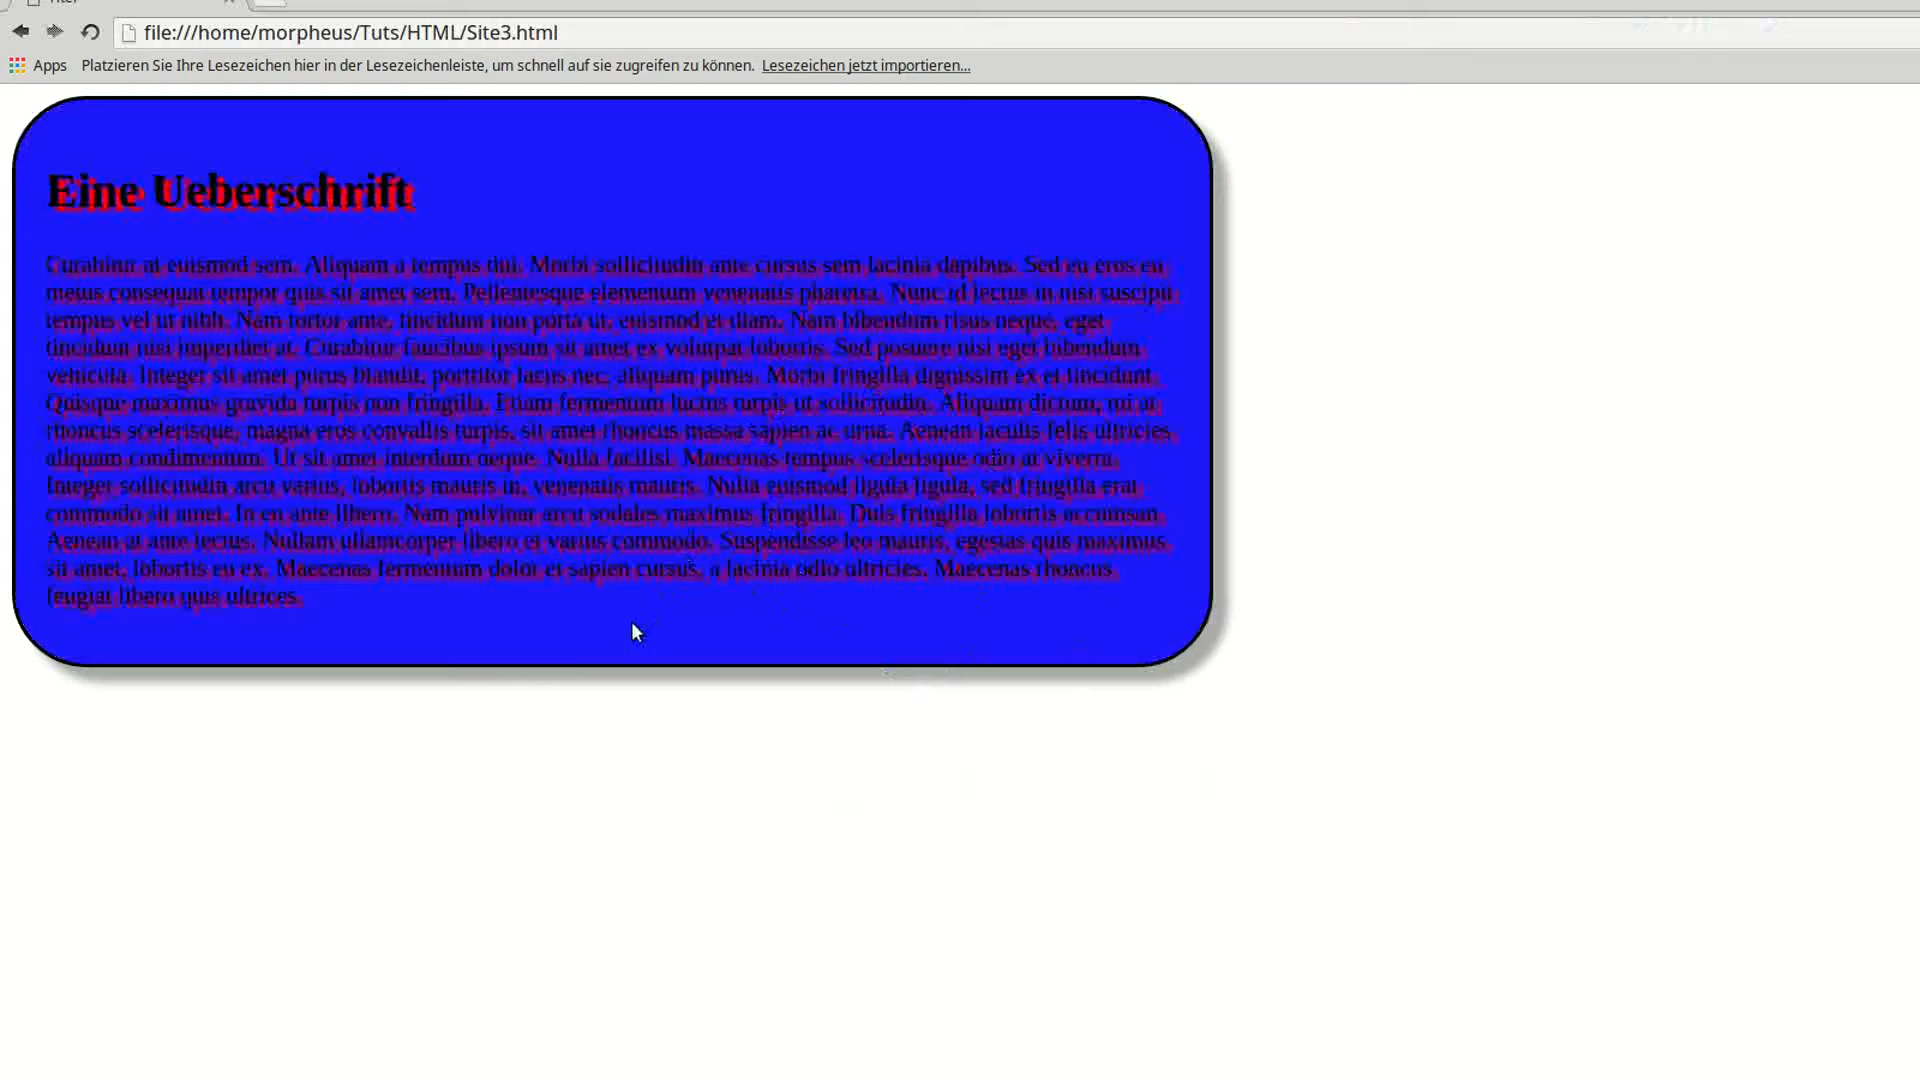 file:///home/morpheus/Tuts/HTML/Site3.html
Apps Platzieren Sie Ihre Lesezeichen hier in der Lesezeichenleiste, um schnell auf sie zugreifen zu können. Lesezeichen jetzt importieren...
Eine Ueberschrift
Curabitur at euismod sem. Aliquam a tempus dui. Morbi sollicitudin ante cursus sem lacinia dapibus. Sed eu eros eu
metus consequat tempor quis sit amet sem. Pellentesque elementum venenatis pharetra. Nunc id lectus in nisi suscipit
tempus vel ut nibh. Nam tortor ante, tincidunt non porta ut, euismod et diam. Nam bibendum risus neque, eget
tincidunt nisi imperdiet at. Curabitur faucibus ipsum sit amet ex volutpat lobortis. Sed posuere nisi eget bibendum
vehicula. Integer sit amet purus blandit, porttitor lacus nec, aliquam purus. Morbi fringilla dignissim ex et tincidunt.
Quisque maximus gravida turpis non fringilla. Etiam fermentum luctus turpis ut sollicitudin. Aliquam dictum, mi at
rhoncus scelerisque, magna eros convallis turpis, sit amet rhoncus massa sapien ac urna. Aenean iaculis felis ultricies
aliquam condimentum. Ut sit amet interdum neque. Nulla facilisi. Maecenas tempus scelerisque odio at viverra.
Integer sollicitudin arcu varius, lobortis mauris in, venenatis mauris. Nulla euismod ligula ligula, sed fringilla erat
commodo sit amet. In eu ante libero. Nam pulvinar arcu sodales maximus fringilla. Duis fringilla lobortis accumsan.
Aenean at ante lectus. Nullam ullamcorper libero et varius commodo. Suspendisse leo mauris, egestas quis maximus
sit amet, lobortis eu ex. Maecenas fermentum dolor et sapien cursus, a lacinia odio ultricies. Maecenas rhoncus
feugiat libero quis ultrices.